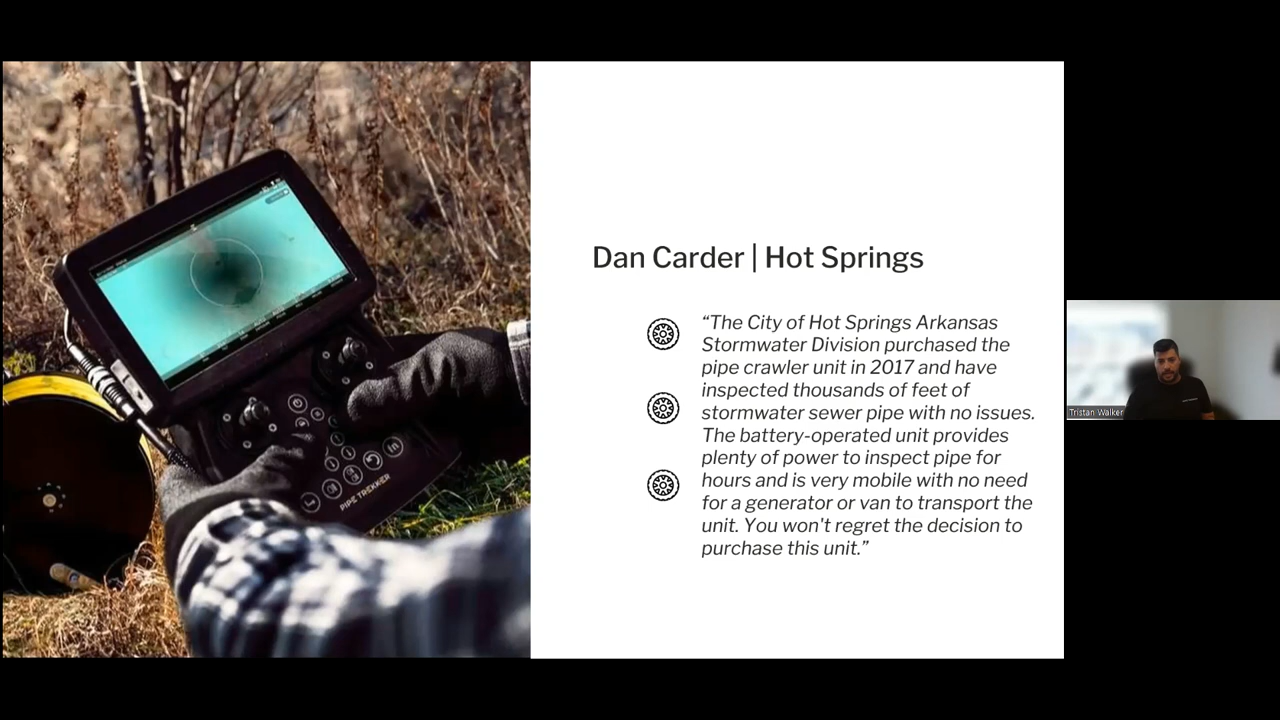 Dan Carder | Hot Springs
“The City of Hot Springs Arkansas
Stormwater Division purchased the
pipe crawler unit in 2017 and have
inspected thousands of feet of
stormwater sewer pipe with no issues.
The battery-operated unit provides
plenty of power to inspect pipe for
hours and is very mobile with no need
for a generator or van to transport the
unit. You won't regret the decision to
purchase this unit.”
PIPE TREKKER
Tristan Walker